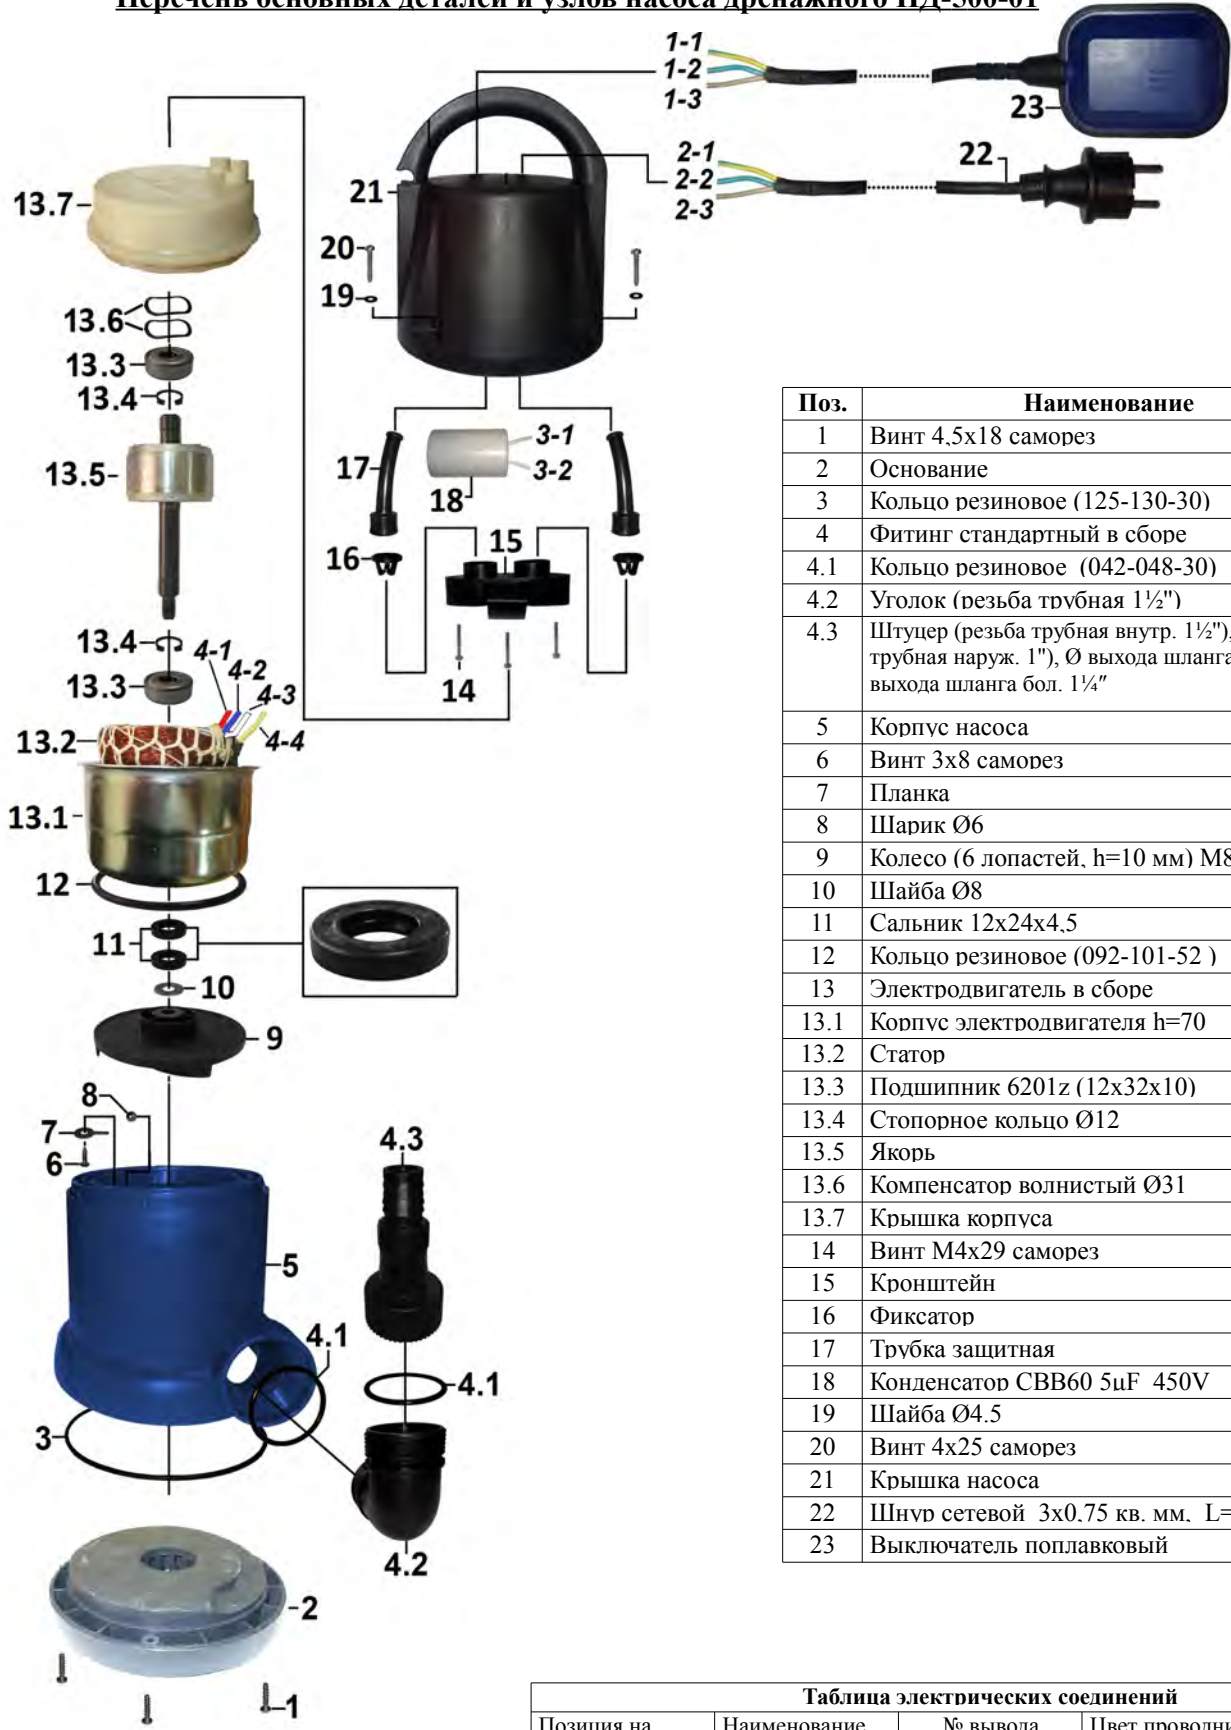 Перечень основных деталей и узлов насоса дренажного НД-300-01
1-1
1-2
1-3
23
2-1
2-2
2-3
22
13.7
21
20
19
13.6
13.3
13.4
13.5
17
3-1
3-2
18
16
15
14
13.4
13.3
4-1
4-2
4-3
4-4
13.2
13.1
12
11
10
9
8
7
6
4.3
5
4.1
4.1
3
4.2
2
1
Поз. Наименование
1 Винт 4,5х18 саморез
2 Основание
3 Кольцо резиновое (125-130-30)
4 Фитинг стандартный в сборе
4.1 Кольцо резиновое (042-048-30)
4.2 Уголок (резьба трубная 1½")
4.3 Штуцер (резьба трубная внутр. 1½"),
трубная наруж. 1"), Ø выхода шланга
выхода шланга бол. 1¼″
5 Корпус насоса
6 Винт 3х8 саморез
7 Планка
8 Шарик Ø6
9 Колесо (6 лопастей, h=10 мм) М8
10 Шайба Ø8
11 Сальник 12х24х4,5
12 Кольцо резиновое (092-101-52 )
13 Электродвигатель в сборе
13.1 Корпус электродвигателя h=70
13.2 Статор
13.3 Подшипник 6201z (12х32х10)
13.4 Стопорное кольцо Ø12
13.5 Якорь
13.6 Компенсатор волнистый Ø31
13.7 Крышка корпуса
14 Винт М4х29 саморез
15 Кронштейн
16 Фиксатор
17 Трубка защитная
18 Конденсатор CBB60 5µF 450V
19 Шайба Ø4.5
20 Винт 4х25 саморез
21 Крышка насоса
22 Шнур сетевой 3х0,75 кв. мм, L=
23 Выключатель поплавковый
Таблица электрических соединений
Позиция на Наименование № вывода